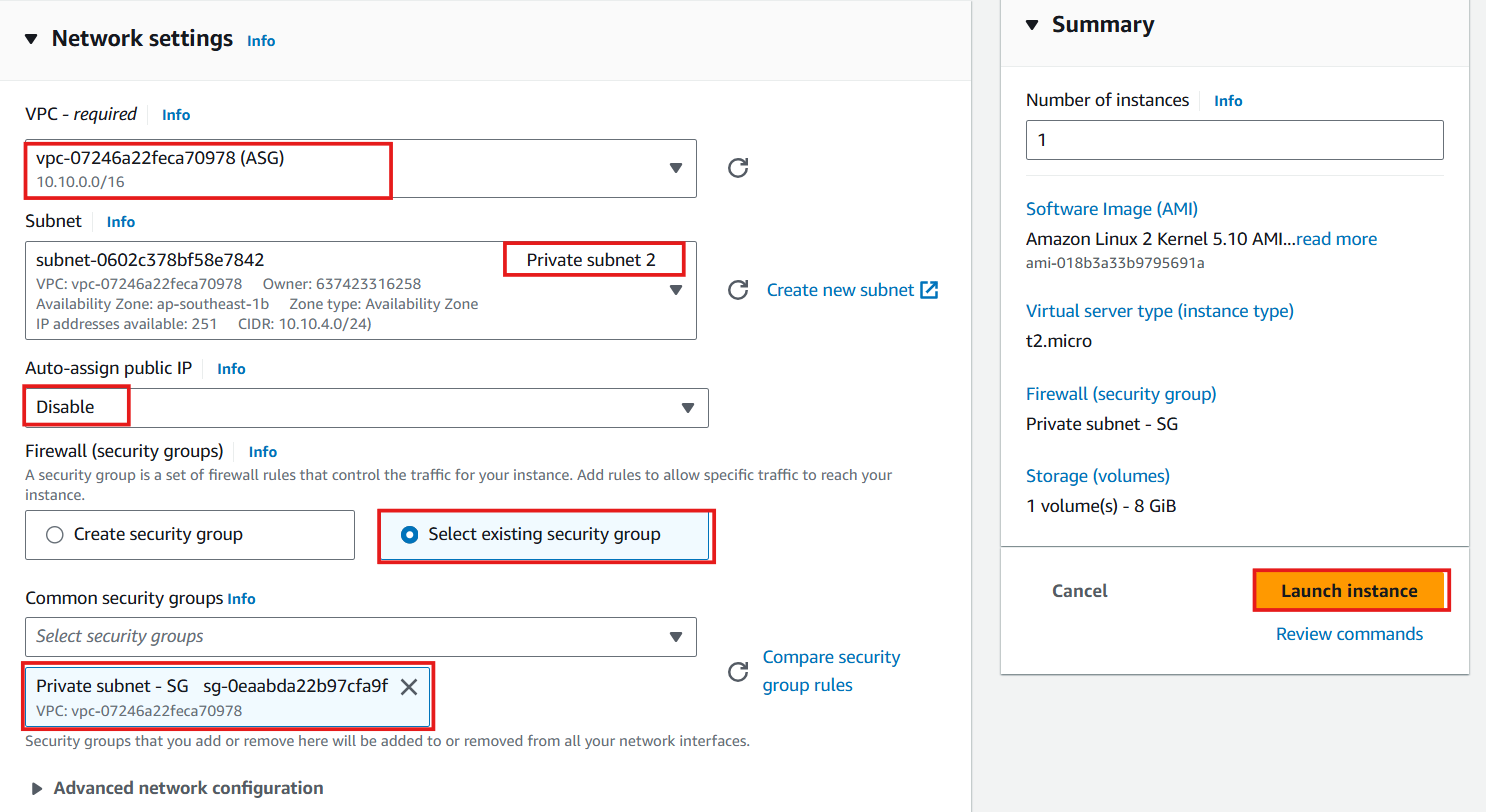 Network settings Info
VPC - required Info
vpc-07246a22feca70978 (ASG)
10.10.0.0/16
Subnet Info
subnet-0602c378bf58e7842 Private subnet 2
VPC: vpc-07246a22feca70978 Owner: 637423316258
Availability Zone: ap-southeast-1b Zone type: Availability Zone
IP addresses available: 251 CIDR: 10.10.4.0/24)
Create new subnet
Auto-assign public IP Info
Disable
Firewall (security groups) Info
A security group is a set of firewall rules that control the traffic for your instance. Add rules to allow specific traffic to reach your
instance.
Create security group
Select existing security group
Common security groups Info
Select security groups
Compare security
group rules
Private subnet - SG sg-0eaabda22b97cfa9f
VPC: vpc-07246a22feca70978
Security groups that you add or remove here will be added to or removed from all your network interfaces.
Advanced network configuration
Summary
Number of instances Info
1
Software Image (AMI)
Amazon Linux 2 Kernel 5.10 AMI...read more
ami-018b3a33b9795691a
Virtual server type (instance type)
t2.micro
Firewall (security group)
Private subnet - SG
Storage (volumes)
1 volume(s) - 8 GiB
Cancel
Launch instance
Review commands